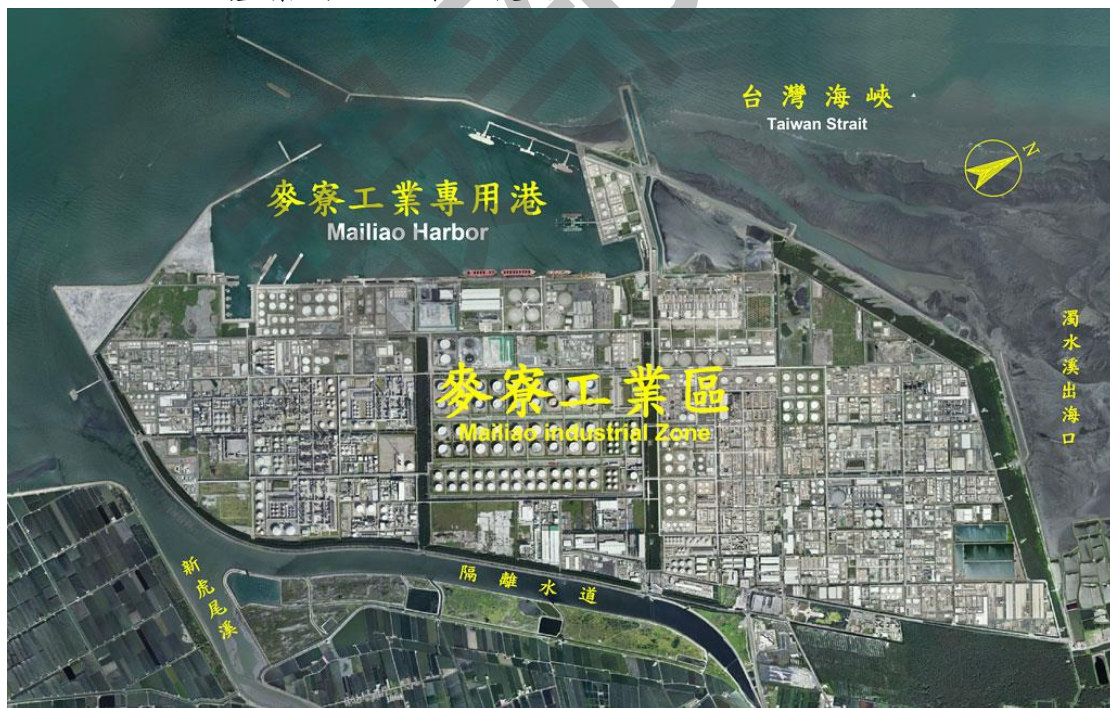 台灣海峽
Taiwan Strait
N
麥寮工業專用港
Mailiao Harbor
濁水溪出海口
麥寮工業區
Mailiao industrial Zone
新虎尾溪
隔離水道